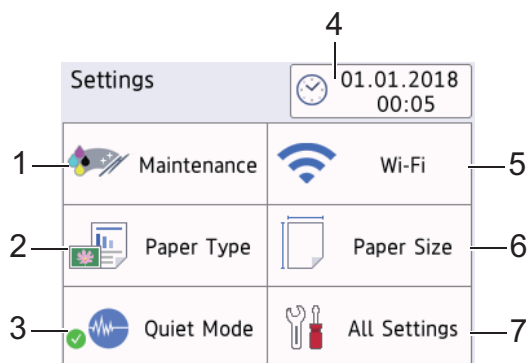 4
Settings
01.01.2018
00:05
1
Maintenance
Wi-Fi
5
2
Paper Type
Paper Size
6
3
Quiet Mode
All Settings
7